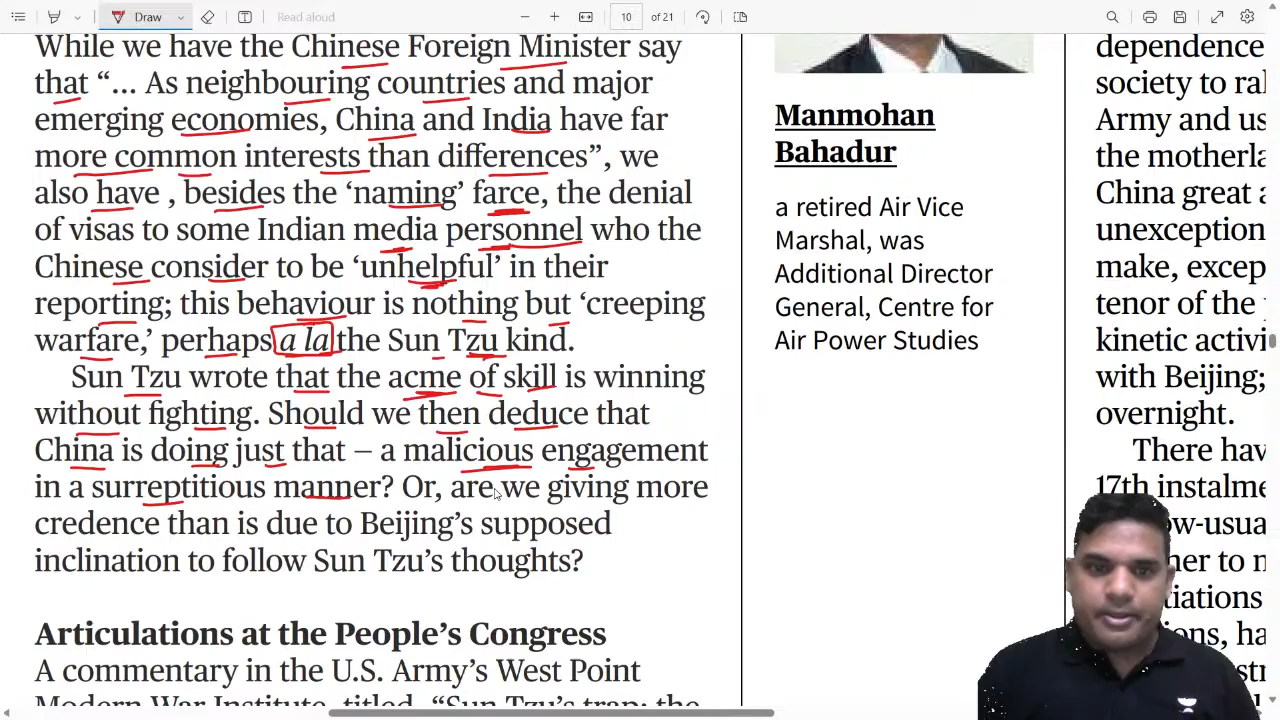 Draw
Read aloud
10
of 21
While we have the Chinese Foreign Minister say
that “... As neighbouring countries and major
emerging economies, China and India have far
more common interests than differences”, we
also have , besides the ‘naming’ farce, the denial
of visas to some Indian media personnel who the
Chinese consider to be ‘unhelpful’ in their
reporting; this behaviour is nothing but ‘creeping
warfare,’ perhaps a la the Sun Tzu kind.
Sun Tzu wrote that the acme of skill is winning
without fighting. Should we then deduce that
China is doing just that — a malicious engagement
in a surreptitious manner? Or, are we giving more
credence than is due to Beijing’s supposed
inclination to follow Sun Tzu’s thoughts?
Articulations at the People’s Congress
A commentary in the U.S. Army’s West Point
Modern War Institute, titled, “Sun Tzu’s trap: the
Manmohan
Bahadur
a retired Air Vice
Marshal, was
Additional Director
General, Centre for
Air Power Studies
dependence
society to
Army and
the
China great
make,
tenor of the
kinetic
with Beijing;
overnight.
There
17th